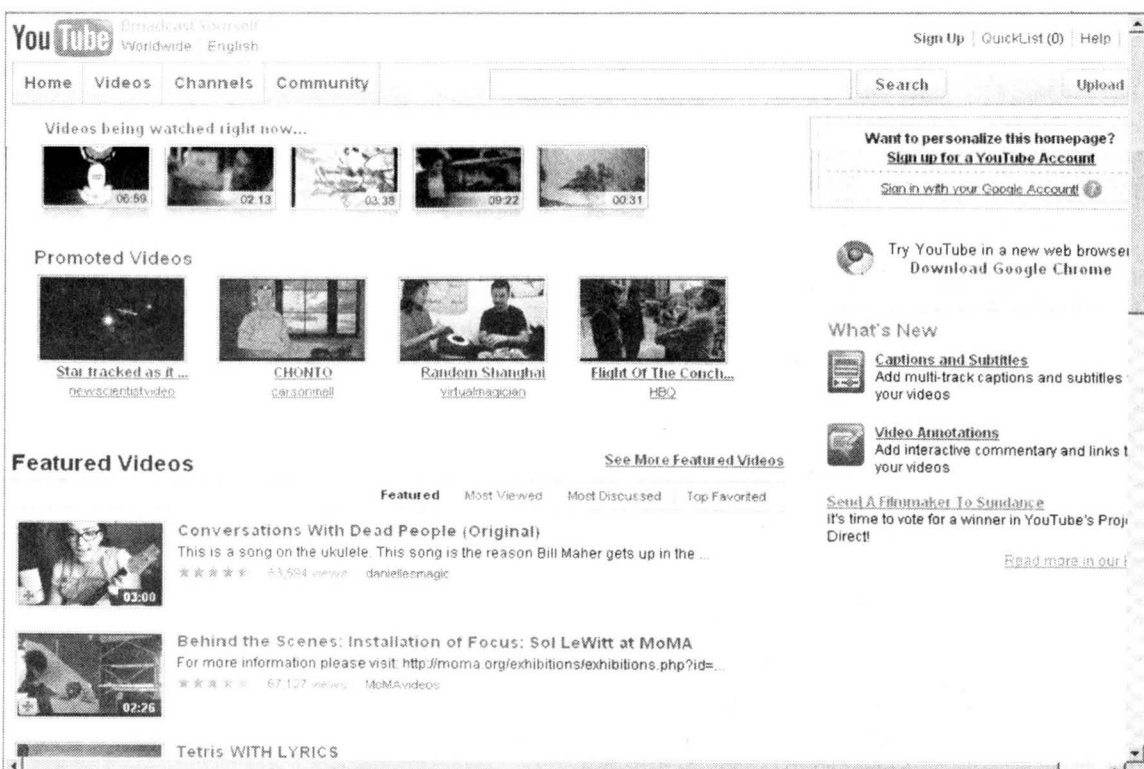 You Tube Broadcast Yourself
Worldwide English
Sign Up QuickList (0) Help
Home Videos Channels Community Search Upload
Videos being watched right now...
06:59 02:13 03:38 09:22 00:31
Want to personalize this homepage?
Sign up for a YouTube Account
Sign in with your Google Account!
Promoted Videos
Star tracked as it ... CHONTO Random Shanghai Flight Of The Conch...
newscientistvideo carsonmell virtualmagician HBO
Try YouTube in a new web browser
Download Google Chrome
What's New
Captions and Subtitles
Add multi-track captions and subtitles
your videos
Video Annotations
Add interactive commentary and links t
your videos
Send A Filmmaker To Sundance
It's time to vote for a winner in YouTube's Proj
Direct!
Read more in our
Featured Videos See More Featured Videos
Featured Most Viewed Most Discussed Top Favorited
Conversations With Dead People (Original)
This is a song on the ukulele. This song is the reason Bill Maher gets up in the ...
views daniellesmagic
03:00
Behind the Scenes: Installation of Focus: Sol LeWitt at MoMA
For more information please visit: http://moma.org/exhibitions/exhibitions.php?id=...
67,127 views MoMAvideos
02:26
Tetris WITH LYRICS